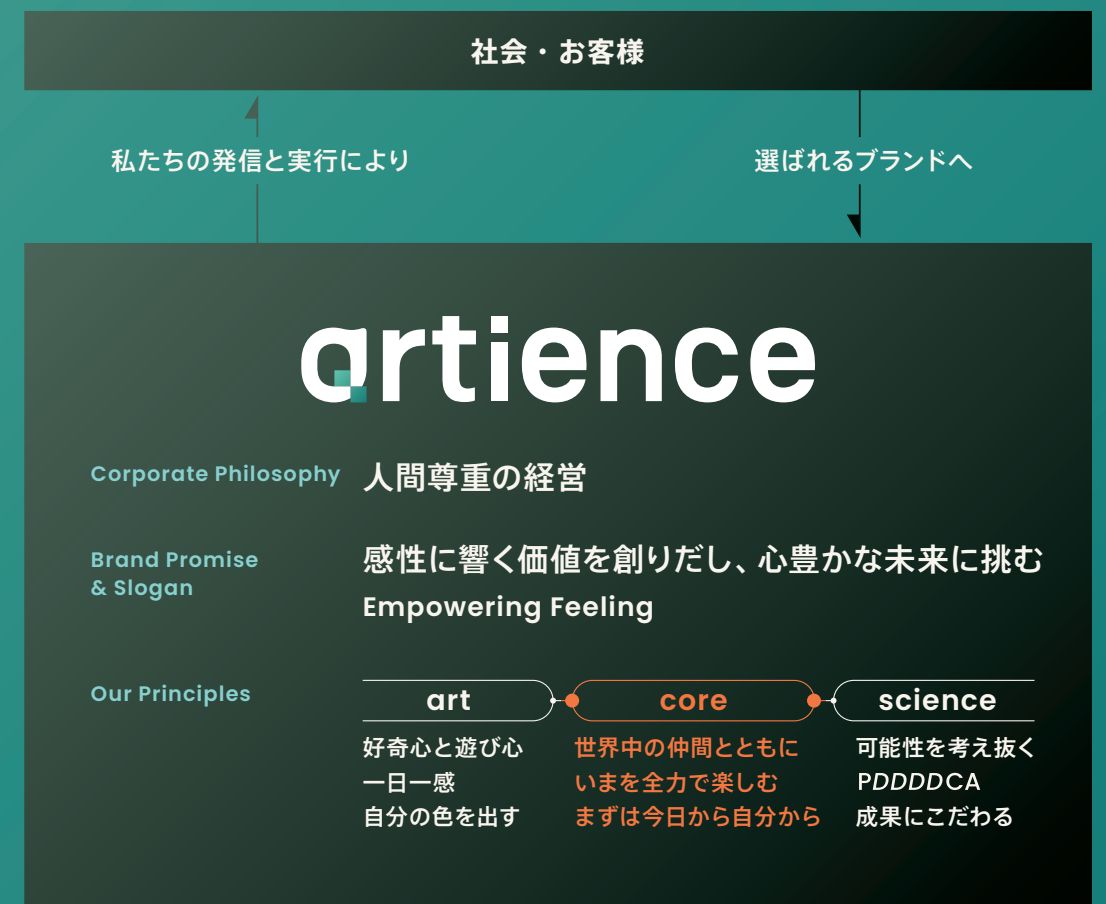 社会・お客様
私たちの発信と実行により
選ばれるブランドへ
artience
Corporate Philosophy
人間尊重の経営
Brand Promise
& Slogan
感性に響く価値を創りだし、心豊かな未来に挑む
Empowering Feeling
Our Principles
art
好奇心と遊び心
一日一感
自分の色を出す
core
世界中の仲間とともに
いまを全力で楽しむ
まずは今日から自分から
science
可能性を考え抜く
PDDDDCA
成果にこだわる